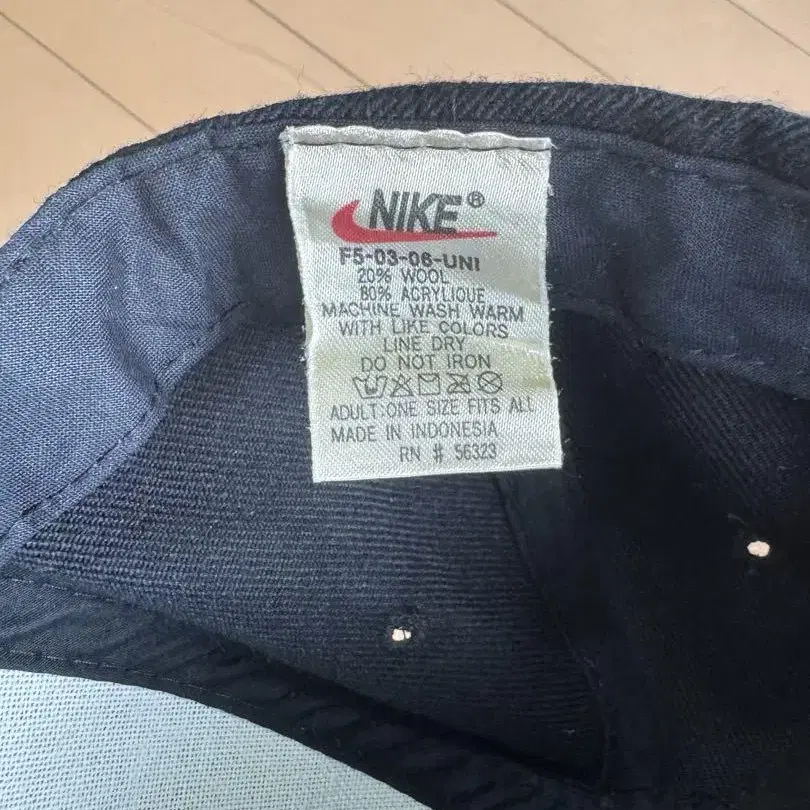 NIKE®
F5-03-06-UNI
20% WOOL
80% ACRYLIQUE
MACHINE WASH WARM
WITH LIKE COLORS
LINE DRY
DO NOT IRON
ADULT:ONE SIZE FITS ALL
MADE IN INDONESIA
RN # 56323